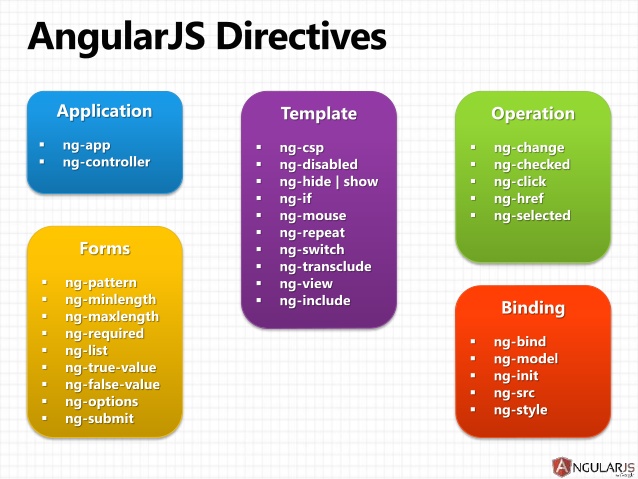 AngularJS Directives
Application
ng-app
ng-controller
Forms
ng-pattern
ng-minlength
ng-maxlength
ng-required
ng-list
ng-true-value
ng-false-value
ng-options
ng-submit
Template
ng-csp
ng-disabled
ng-hide | show
ng-if
ng-mouse
ng-repeat
ng-switch
ng-transclude
ng-view
ng-include
Operation
ng-change
ng-checked
ng-click
ng-href
ng-selected
Binding
ng-bind
ng-model
ng-init
ng-src
ng-style
ANGULARJS